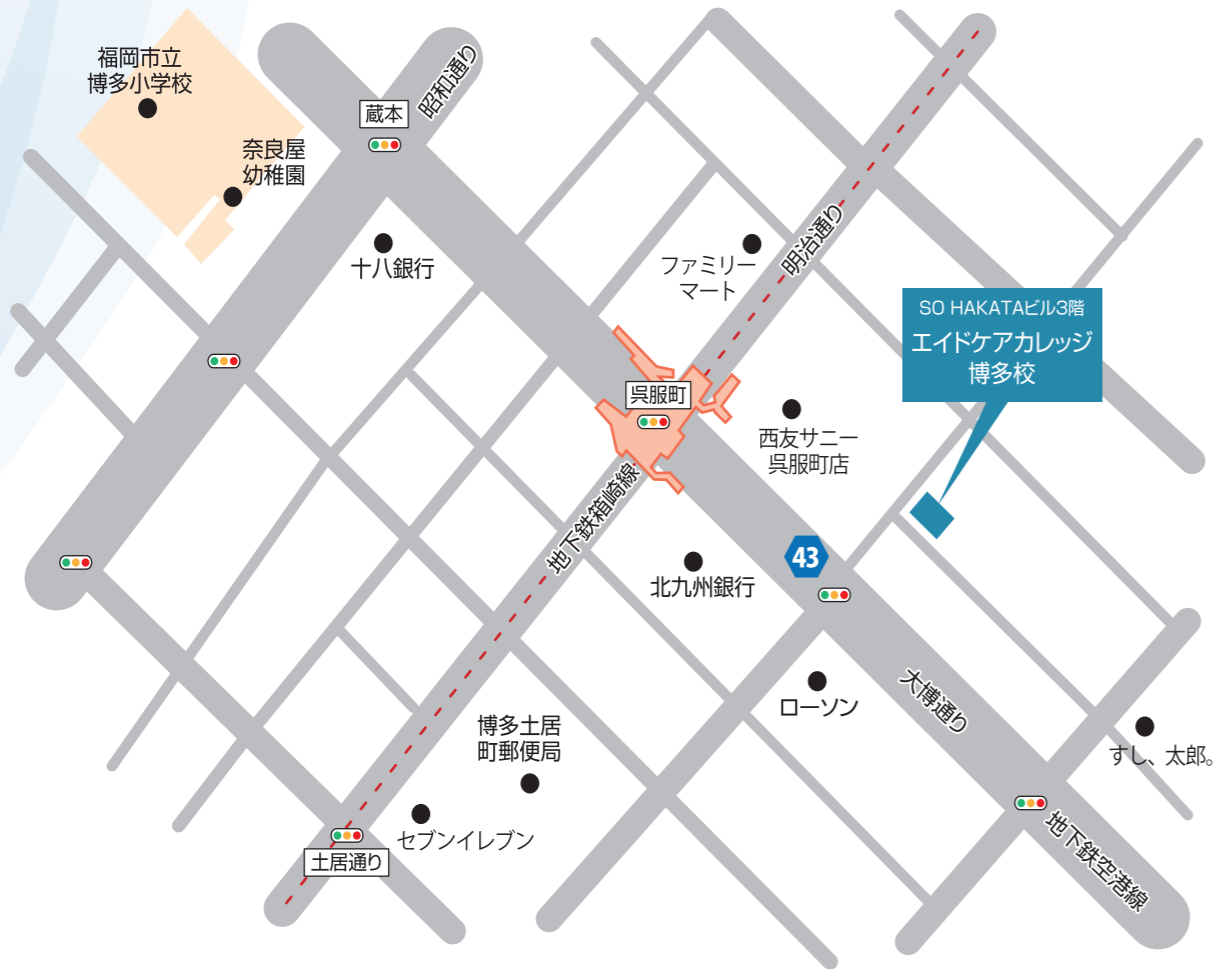 福岡市立
博多小学校
奈良屋
幼稚園
蔵本
昭和通り
十八銀行
ファミリー
マート
明治通り
SO HAKATAビル3階
エイドケアカレッジ
博多校
呉服町
西友サニー
呉服町店
地下鉄箱崎線
43
北九州銀行
ローソン
大博通り
すし、太郎。
博多土居
町郵便局
セブンイレブン
土居通り
地下鉄空港線